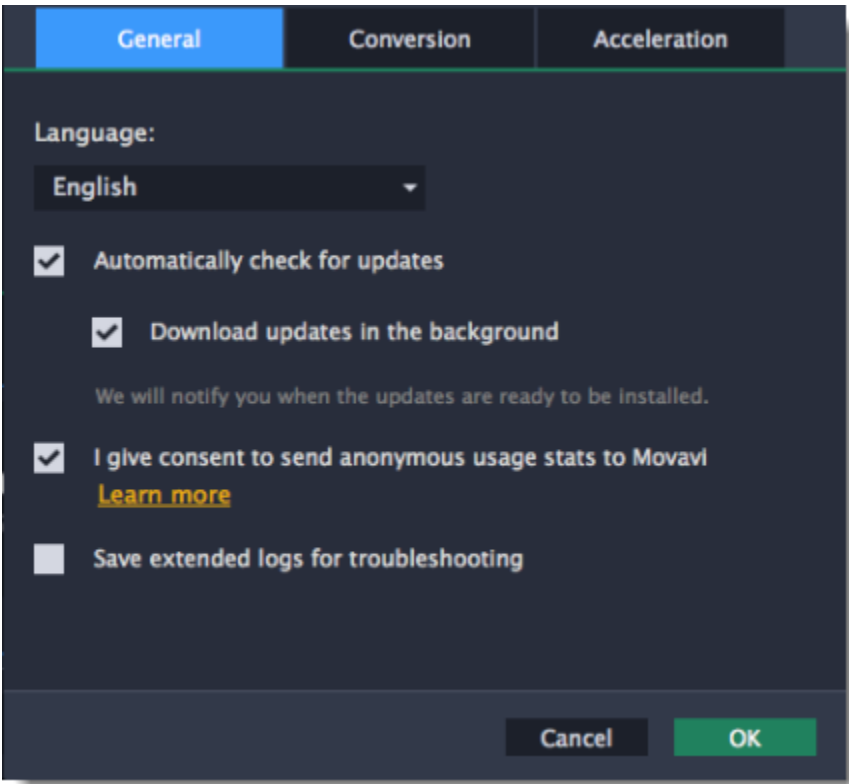 General Conversion Acceleration
Language:
English
Automatically check for updates
Download updates in the background
We will notify you when the updates are ready to be installed.
I give consent to send anonymous usage stats to Movavi
Learn more
Save extended logs for troubleshooting
Cancel OK